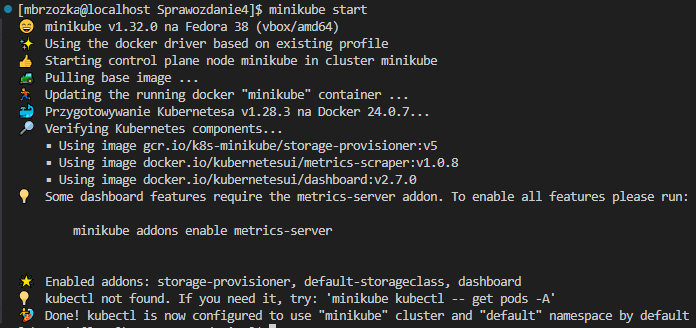 [mbrzozka@localhost Sprawozdanie4]$ minikube start
😄 minikube v1.32.0 na Fedora 38 (vbox/amd64)
✨ Using the docker driver based on existing profile
👍 Starting control plane node minikube in cluster minikube
🚜 Pulling base image ...
🏃 Updating the running docker "minikube" container ...
🐳 Przygotowywanie Kubernetesa v1.28.3 na Docker 24.0.7...
🔎 Verifying Kubernetes components...
▪ Using image gcr.io/k8s-minikube/storage-provisioner:v5
▪ Using image docker.io/kubernetesui/metrics-scraper:v1.0.8
▪ Using image docker.io/kubernetesui/dashboard:v2.7.0
💡 Some dashboard features require the metrics-server addon. To enable all features please run:
minikube addons enable metrics-server
🌟 Enabled addons: storage-provisioner, default-storageclass, dashboard
💡 kubectl not found. If you need it, try: 'minikube kubectl -- get pods -A'
🏄 Done! kubectl is now configured to use "minikube" cluster and "default" namespace by default